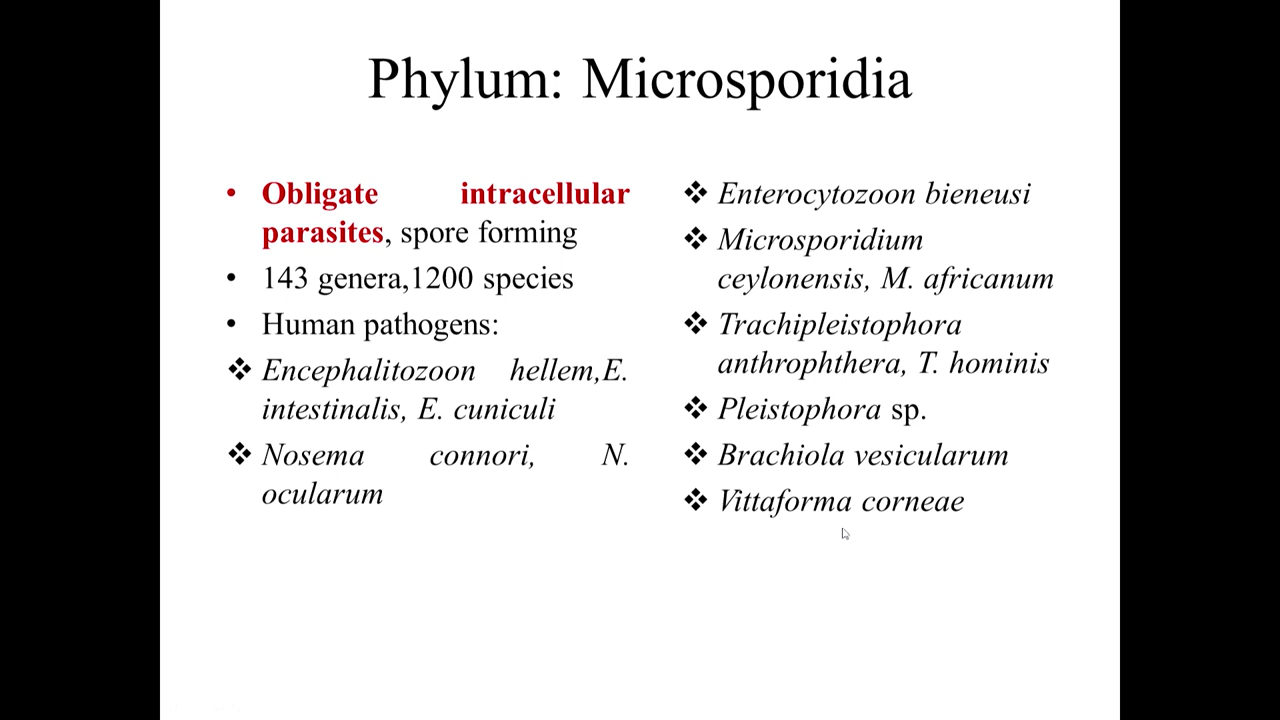 Phylum: Microsporidia
• Obligate intracellular
parasites, spore forming
• 143 genera,1200 species
• Human pathogens:
❖ Encephalitozoon hellem,E.
intestinalis, E. cuniculi
❖ Nosema connori, N.
ocularum
❖ Enterocytozoon bieneusi
❖ Microsporidium
ceylonensis, M. africanum
❖ Trachipleistophora
anthrophthera, T. hominis
❖ Pleistophora sp.
❖ Brachiola vesicularum
❖ Vittaforma corneae